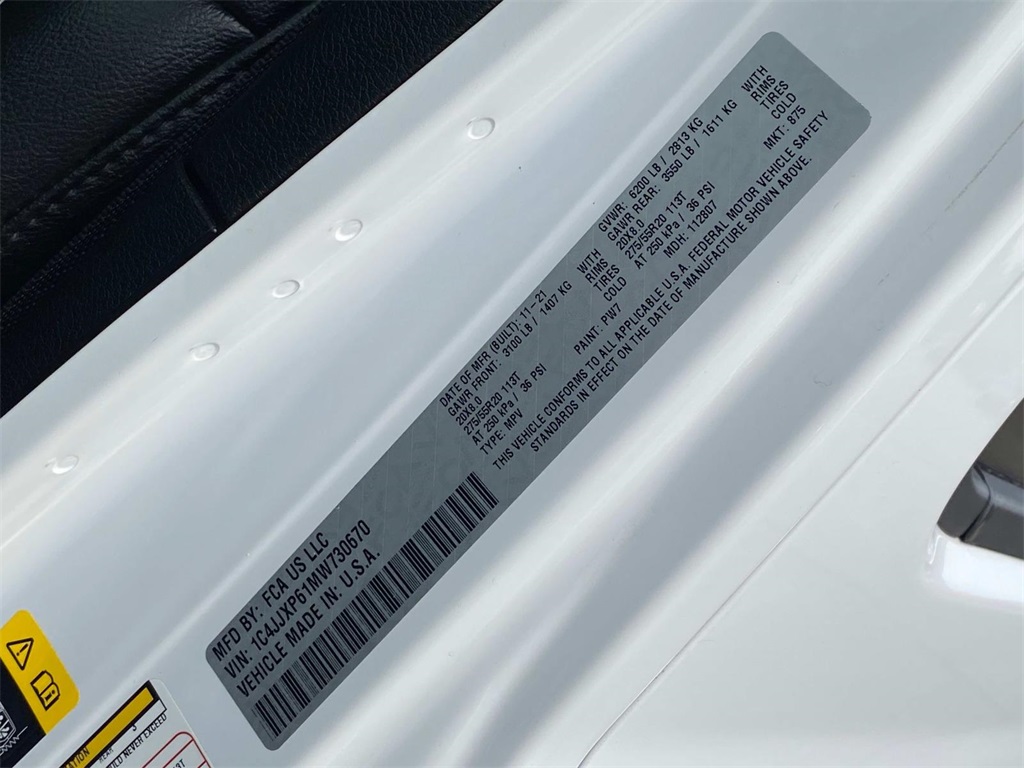 MFD BY: FCA US LLC
VIN: 1C4JJXP61MW730670
VEHICLE MADE IN: U.S.A.
DATE OF MFR (BUILT): 11-21
GAWR FRONT: 3100 LB / 1407 KG WITH
20X8.0 RIMS
275/55R20 113T TIRES
AT 250 kPa / 36 PSI COLD
TYPE: MPV PAINT: PW7
GVWR: 6200 LB / 2813 KG
GAWR REAR: 3550 LB / 1611 KG WITH
20X8.0 RIMS
275/55R20 113T TIRES
AT 250 kPa / 36 PSI COLD
MDH: 112807 MKT: 875
THIS VEHICLE CONFORMS TO ALL APPLICABLE U.S.A. FEDERAL MOTOR VEHICLE SAFETY
STANDARDS IN EFFECT ON THE DATE OF MANUFACTURE SHOWN ABOVE.
REAR 3
NEVER EXCEED